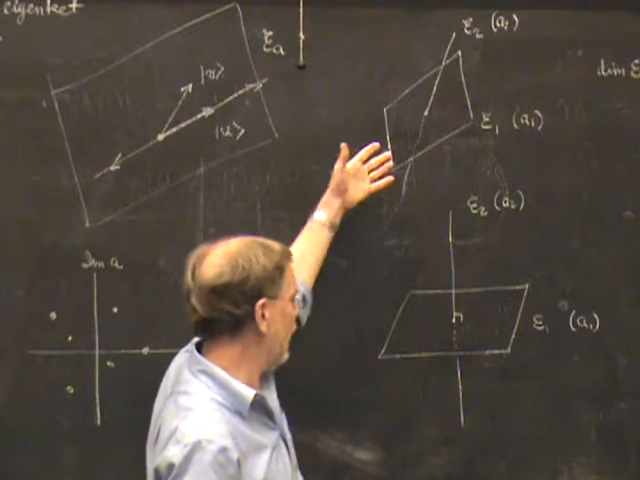 eigenket
ℰₐ
|v⟩
|u⟩
ℰ₂ (a₂)
ℰ₁ (a₁)
dim ℰ
Im a
ℰ₂ (a₂)
ℰ₁ (a₁)